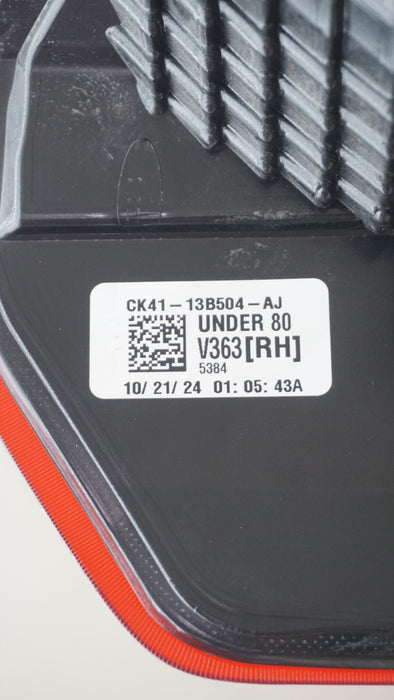 CK41-13B504-AJ
UNDER 80
V363[RH]
5384
10/ 21/ 24 01: 05: 43A